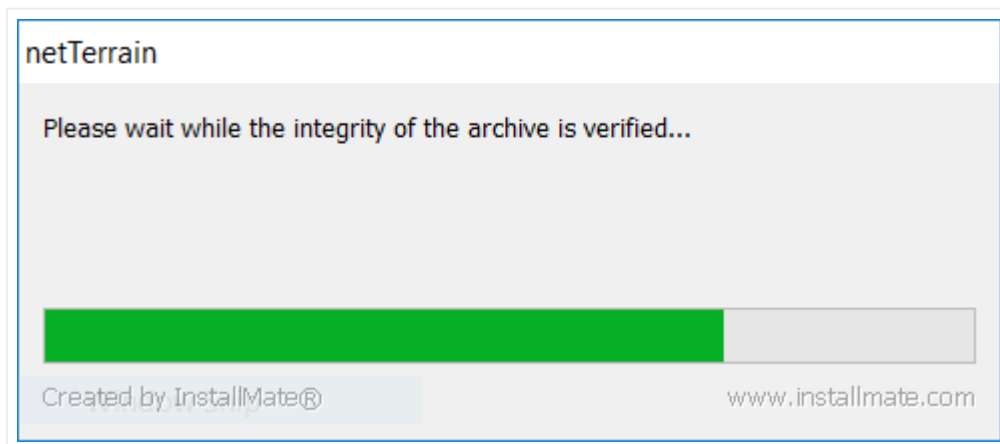 netTerrain
Please wait while the integrity of the archive is verified...
Created by InstallMate®
www.installmate.com